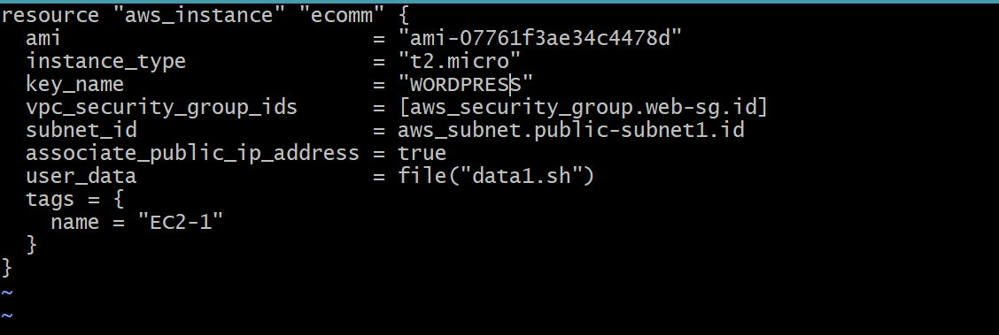 resource "aws_instance" "ecomm" {
  ami                         = "ami-07761f3ae34c4478d"
  instance_type               = "t2.micro"
  key_name                    = "WORDPRESS"
  vpc_security_group_ids      = [aws_security_group.web-sg.id]
  subnet_id                   = aws_subnet.public-subnet1.id
  associate_public_ip_address = true
  user_data                   = file("data1.sh")
  tags = {
    name = "EC2-1"
  }
}
~
~